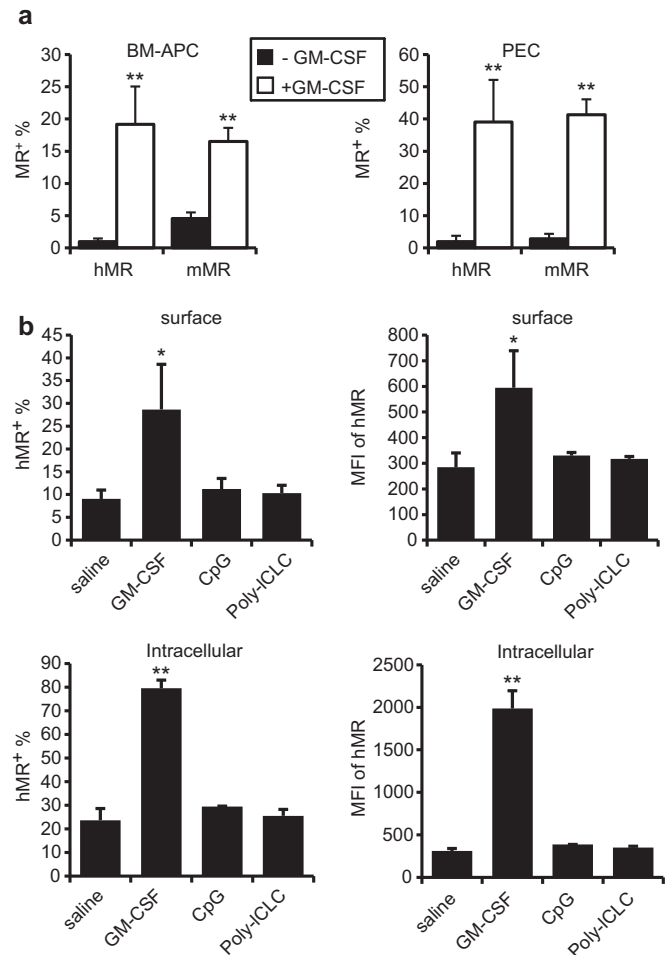 a
BM-APC
- GM-CSF
+GM-CSF
PEC
MR⁺ %
30
25
20
15
10
5
0
**
**
hMR
mMR
MR⁺ %
60
50
40
30
20
10
0
**
**
hMR
mMR
b
surface
hMR⁺ %
45
40
35
30
25
20
15
10
5
0
*
saline
GM-CSF
CpG
Poly-ICLC
surface
MFI of hMR
800
700
600
500
400
300
200
100
0
*
saline
GM-CSF
CpG
Poly-ICLC
Intracellular
hMR⁺ %
90
80
70
60
50
40
30
20
10
0
**
saline
GM-CSF
CpG
Poly-ICLC
Intracellular
MFI of hMR
2500
2000
1500
1000
500
0
**
saline
GM-CSF
CpG
Poly-ICLC